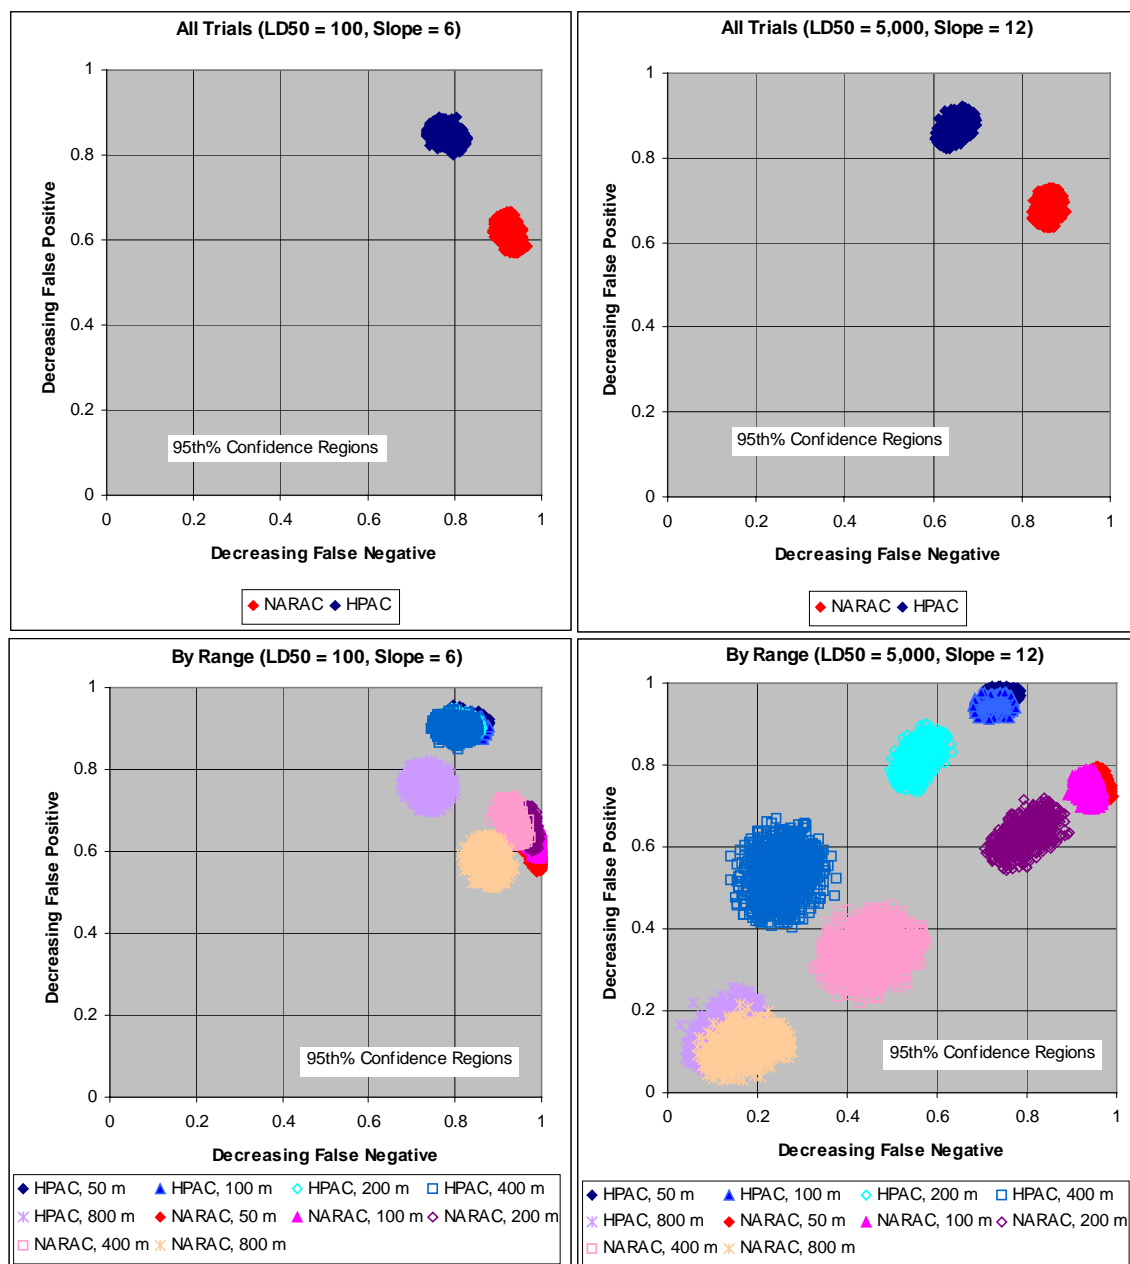 All Trials (LD50 = 100, Slope = 6)
1
0.8
0.6
0.4
0.2
0
Decreasing False Positive
95th% Confidence Regions
0 0.2 0.4 0.6 0.8 1
Decreasing False Negative
NARAC HPAC
All Trials (LD50 = 5,000, Slope = 12)
1
0.8
0.6
0.4
0.2
0
Decreasing False Positive
95th% Confidence Regions
0 0.2 0.4 0.6 0.8 1
Decreasing False Negative
NARAC HPAC
By Range (LD50 = 100, Slope = 6)
1
0.8
0.6
0.4
0.2
0
Decreasing False Positive
95th% Confidence Regions
0 0.2 0.4 0.6 0.8 1
Decreasing False Negative
HPAC, 50 m HPAC, 100 m HPAC, 200 m HPAC, 400 m
HPAC, 800 m NARAC, 50 m NARAC, 100 m NARAC, 200 m
NARAC, 400 m NARAC, 800 m
By Range (LD50 = 5,000, Slope = 12)
1
0.8
0.6
0.4
0.2
0
Decreasing False Positive
95th% Confidence Regions
0 0.2 0.4 0.6 0.8 1
Decreasing False Negative
HPAC, 50 m HPAC, 100 m HPAC, 200 m HPAC, 400 m
HPAC, 800 m NARAC, 50 m NARAC, 100 m NARAC, 200 m
NARAC, 400 m NARAC, 800 m